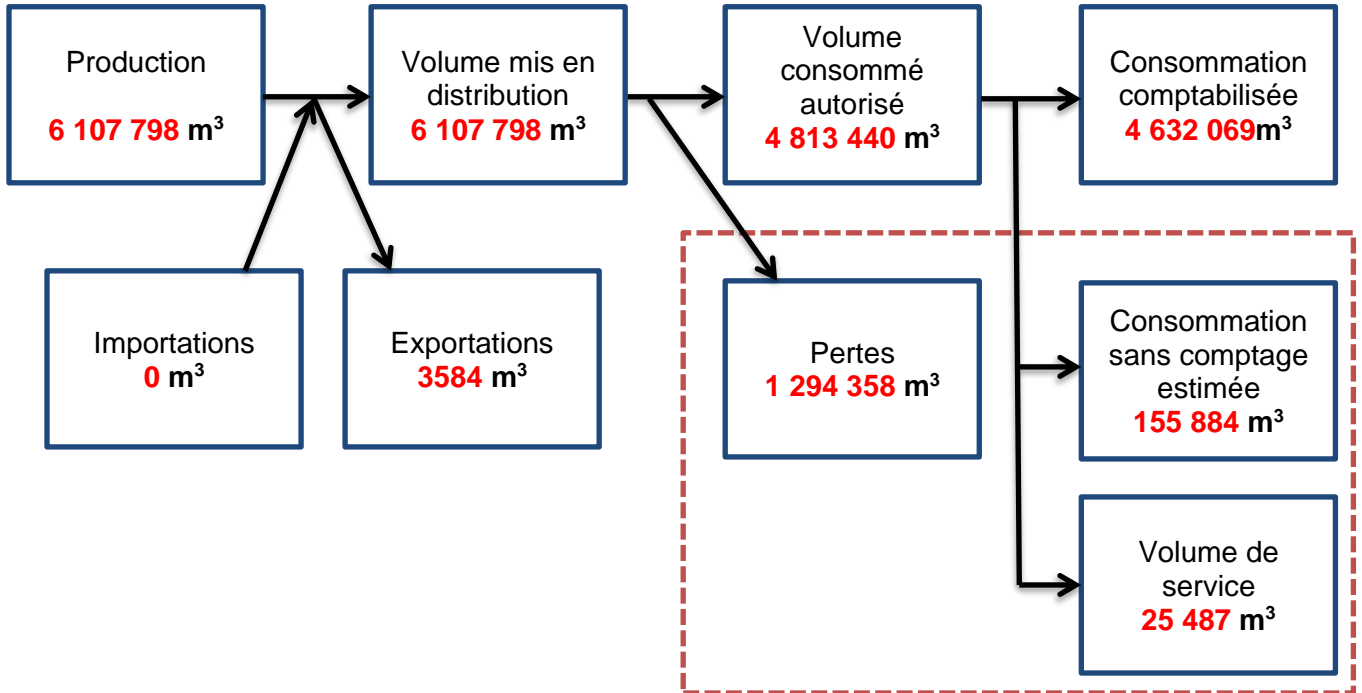 Production
6 107 798 m³
Volume mis en
distribution
6 107 798 m³
Volume
consommé
autorisé
4 813 440 m³
Consommation
comptabilisée
4 632 069m³
Importations
0 m³
Exportations
3584 m³
Pertes
1 294 358 m³
Consommation
sans comptage
estimée
155 884 m³
Volume de
service
25 487 m³